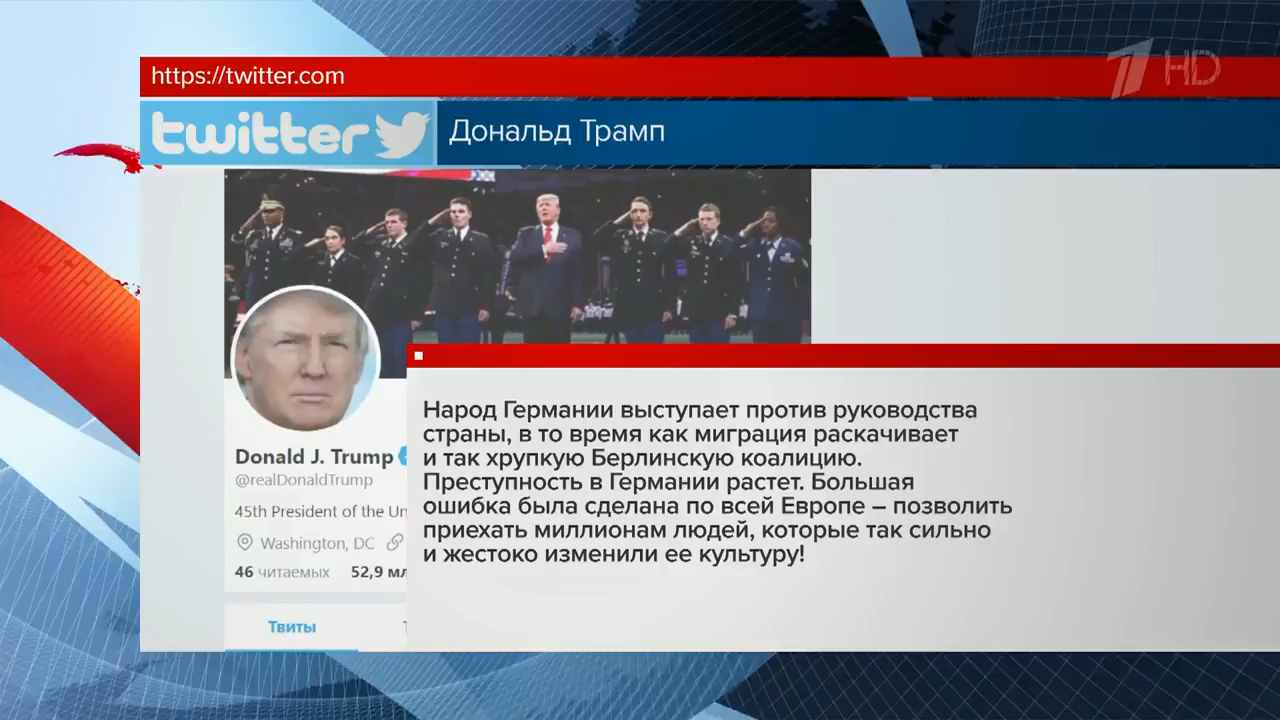 https://twitter.com
1 HD
twitter
Дональд Трамп
Народ Германии выступает против руководства
страны, в то время как миграция раскачивает
и так хрупкую Берлинскую коалицию.
Преступность в Германии растет. Большая
ошибка была сделана по всей Европе – позволить
приехать миллионам людей, которые так сильно
и жестоко изменили ее культуру!
Donald J. Trump
@realDonaldTrump
45th President of the Un
Washington, DC
46 читаемых 52,9 мл
Твиты